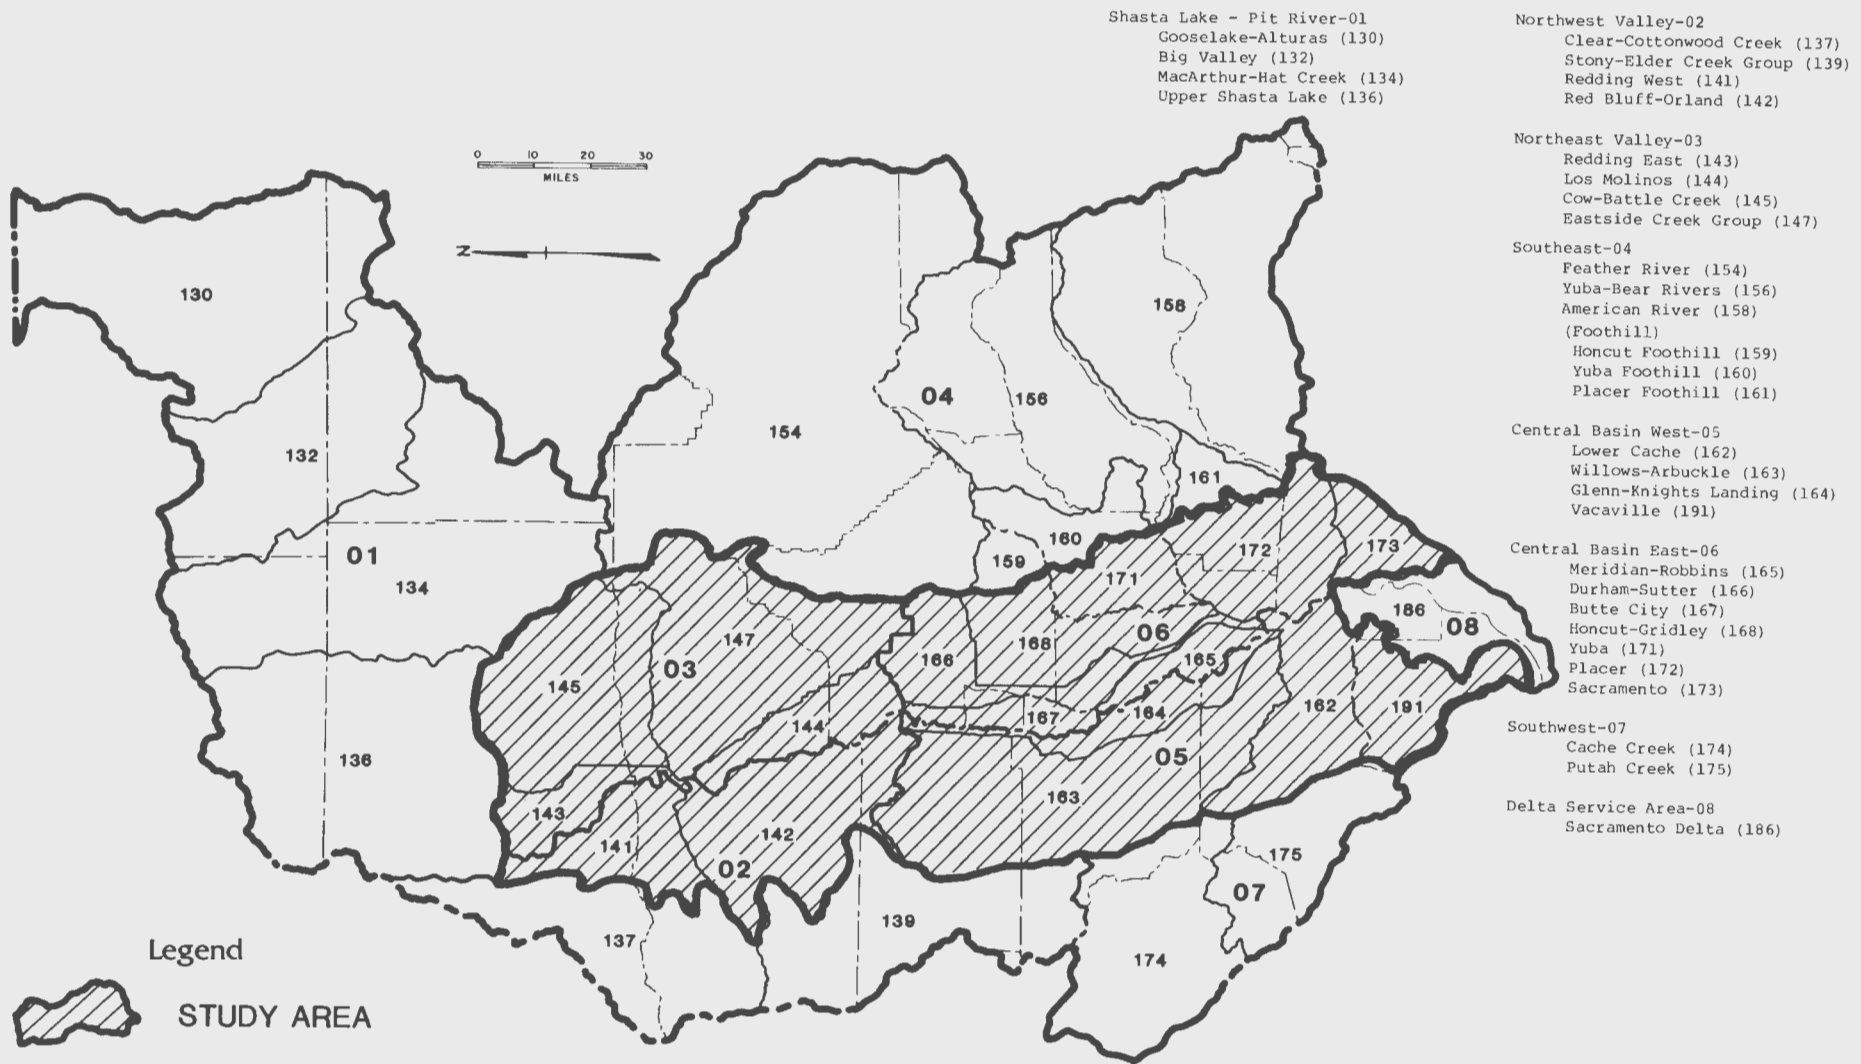 Shasta Lake - Pit River-01
Gooselake-Alturas (130)
Big Valley (132)
MacArthur-Hat Creek (134)
Upper Shasta Lake (136)
Northwest Valley-02
Clear-Cottonwood Creek (137)
Stony-Elder Creek Group (139)
Redding West (141)
Red Bluff-Orland (142)
Northeast Valley-03
Redding East (143)
Los Molinos (144)
Cow-Battle Creek (145)
Eastside Creek Group (147)
Southeast-04
Feather River (154)
Yuba-Bear Rivers (156)
American River (158)
(Foothill)
Honcut Foothill (159)
Yuba Foothill (160)
Placer Foothill (161)
Central Basin West-05
Lower Cache (162)
Willows-Arbuckle (163)
Glenn-Knights Landing (164)
Vacaville (191)
Central Basin East-06
Meridian-Robbins (165)
Durham-Sutter (166)
Butte City (167)
Honcut-Gridley (168)
Yuba (171)
Placer (172)
Sacramento (173)
Southwest-07
Cache Creek (174)
Putah Creek (175)
Delta Service Area-08
Sacramento Delta (186)
0 10 20 30
MILES
N
130
158
04
156
154
132
161
01
160
172
173
159
134
171
186
08
147
06
168
03
166
165
145
167
164
162
191
144
05
136
163
143
142
141
02
175
07
139
137
174
Legend
STUDY AREA